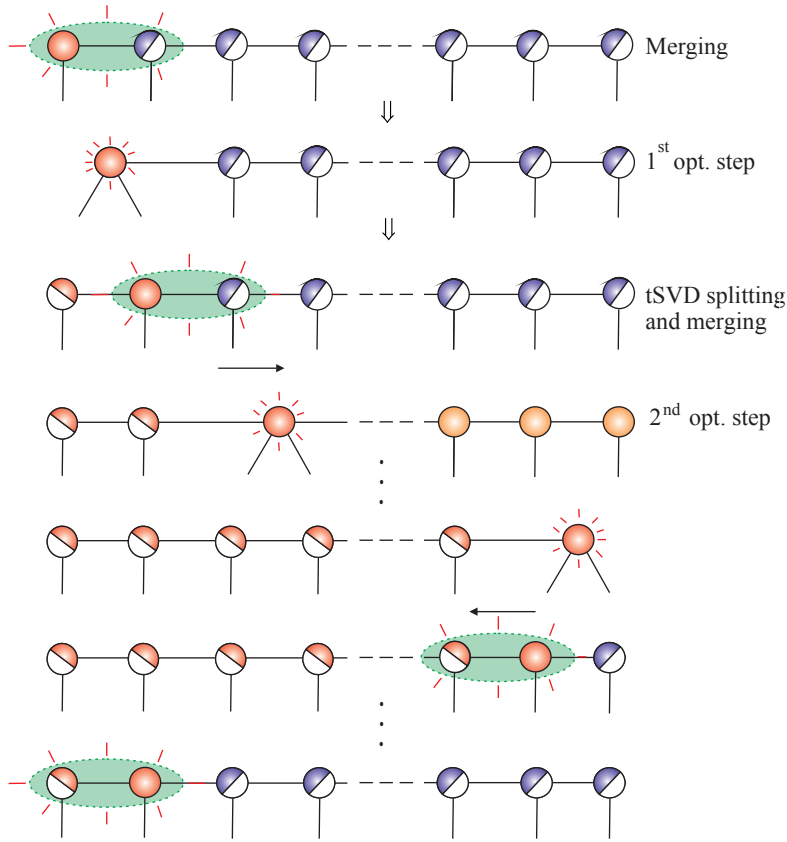 Merging
1st opt. step
tSVD splitting
and merging
2nd opt. step